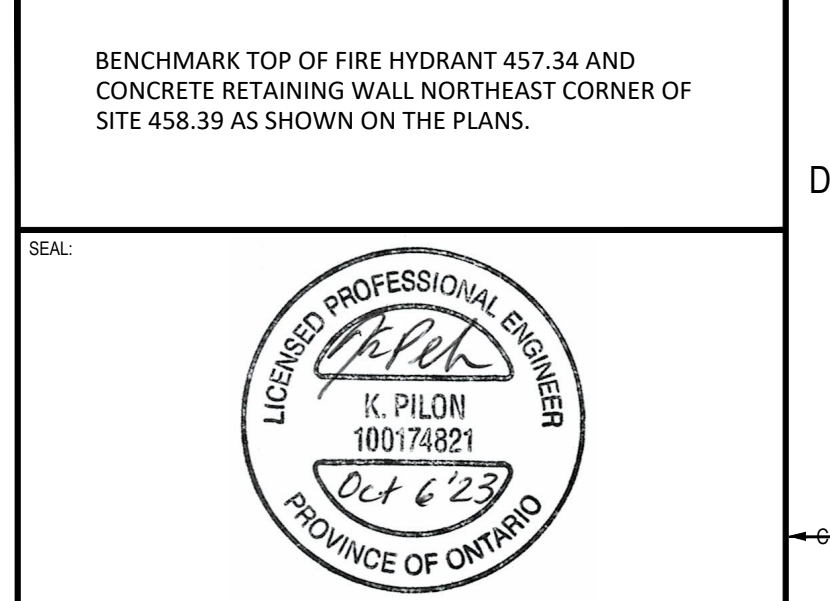 BENCHMARK TOP OF FIRE HYDRANT 457.34 AND
CONCRETE RETAINING WALL NORTHEAST CORNER OF
SITE 458.39 AS SHOWN ON THE PLANS.
D
SEAL:
LICENSED PROFESSIONAL ENGINEER
K. PILON
100174821
Oct 6 '23
PROVINCE OF ONTARIO
C